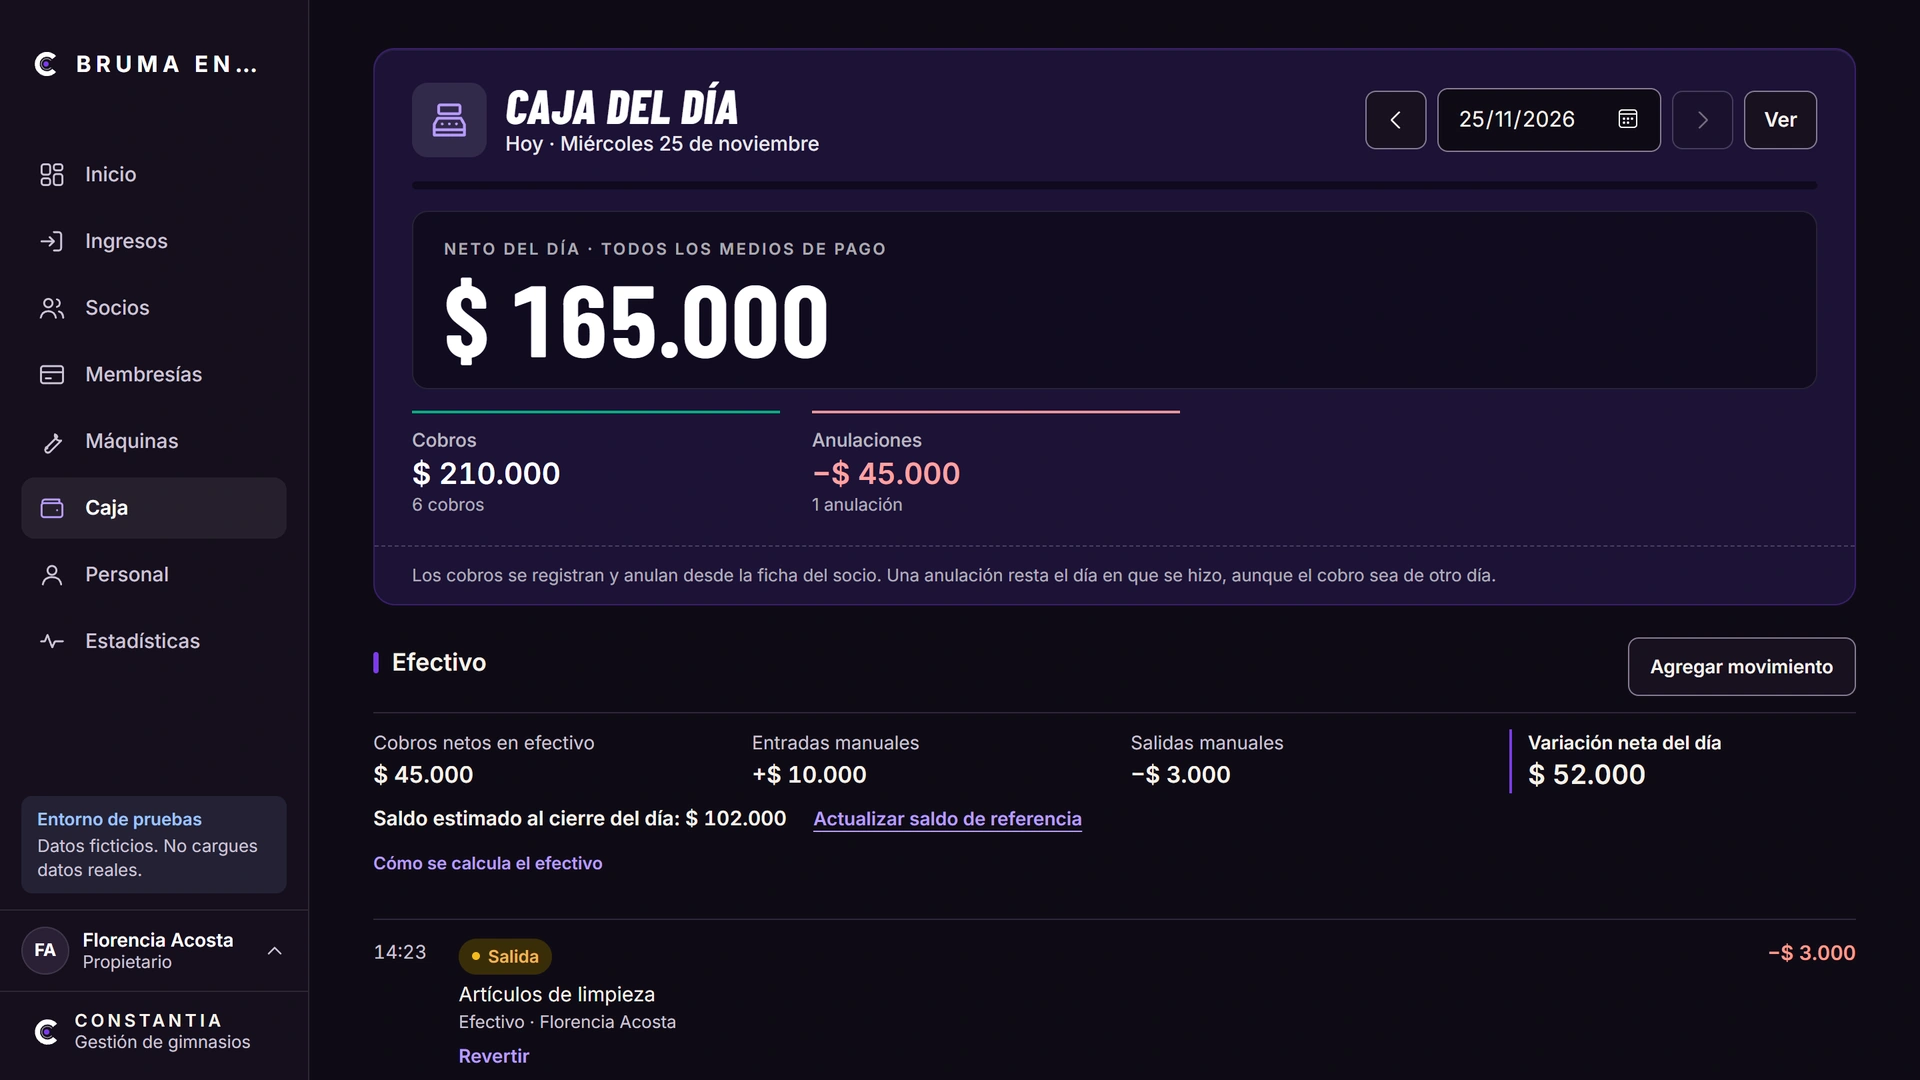 BRUMA EN…
Inicio
Ingresos
Socios
Membresías
Máquinas
Caja
Personal
Estadísticas
Entorno de pruebas
Datos ficticios. No cargues
datos reales.
FA
Florencia Acosta
Propietario
CONSTANTIA
Gestión de gimnasios
CAJA DEL DÍA
Hoy · Miércoles 25 de noviembre
25/11/2026
Ver
NETO DEL DÍA · TODOS LOS MEDIOS DE PAGO
$ 165.000
Cobros
$ 210.000
6 cobros
Anulaciones
−$ 45.000
1 anulación
Los cobros se registran y anulan desde la ficha del socio. Una anulación resta el día en que se hizo, aunque el cobro sea de otro día.
Efectivo
Agregar movimiento
Cobros netos en efectivo
$ 45.000
Entradas manuales
+$ 10.000
Salidas manuales
−$ 3.000
Variación neta del día
$ 52.000
Saldo estimado al cierre del día: $ 102.000
Actualizar saldo de referencia
Cómo se calcula el efectivo
14:23
Salida
−$ 3.000
Artículos de limpieza
Efectivo · Florencia Acosta
Revertir